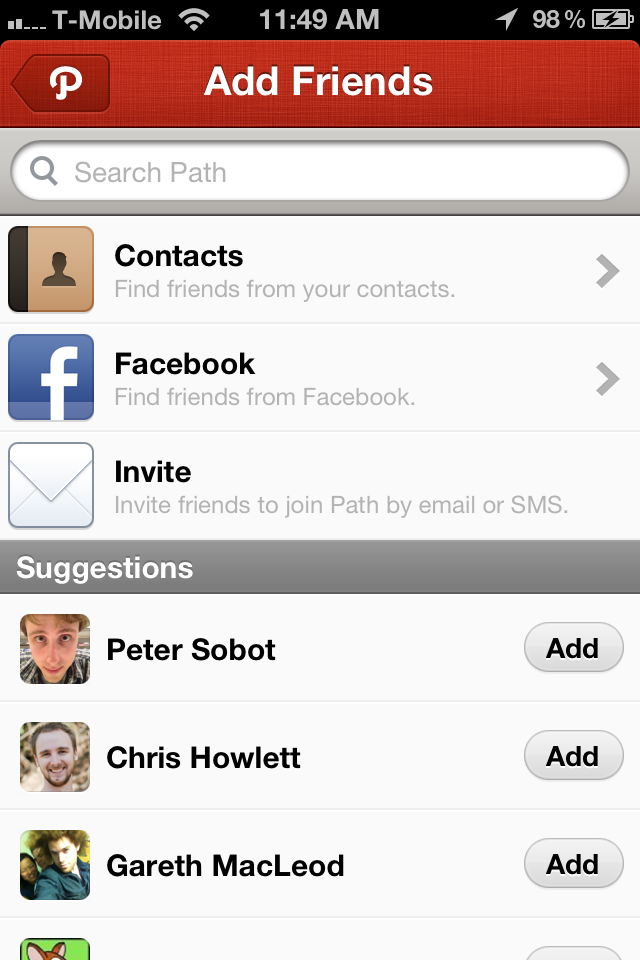 T-Mobile 11:49 AM 98 %
Add Friends
Search Path
Contacts
Find friends from your contacts.
Facebook
Find friends from Facebook.
Invite
Invite friends to join Path by email or SMS.
Suggestions
Peter Sobot Add
Chris Howlett Add
Gareth MacLeod Add